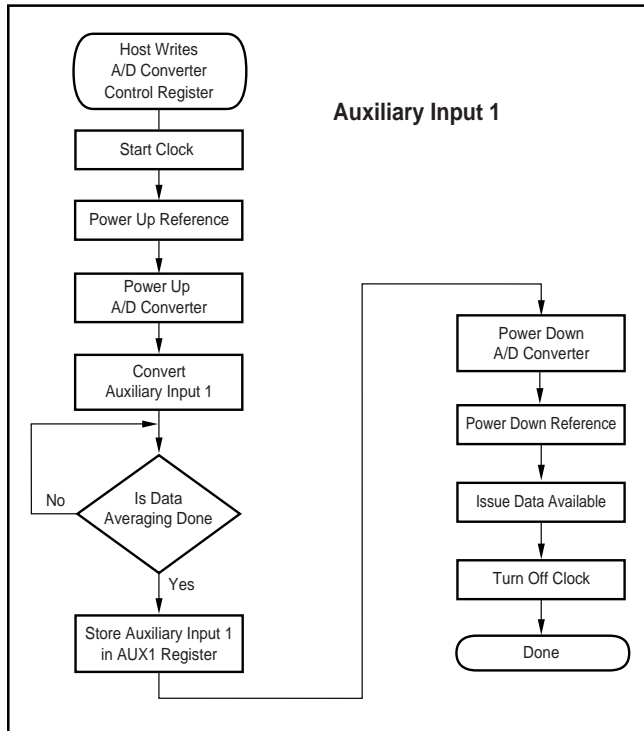 Host Writes
A/D Converter
Control Register
Auxiliary Input 1
Start Clock
Power Up Reference
Power Up
A/D Converter
Convert
Auxiliary Input 1
No
Is Data
Averaging Done
Yes
Store Auxiliary Input 1
in AUX1 Register
Power Down
A/D Converter
Power Down Reference
Issue Data Available
Turn Off Clock
Done